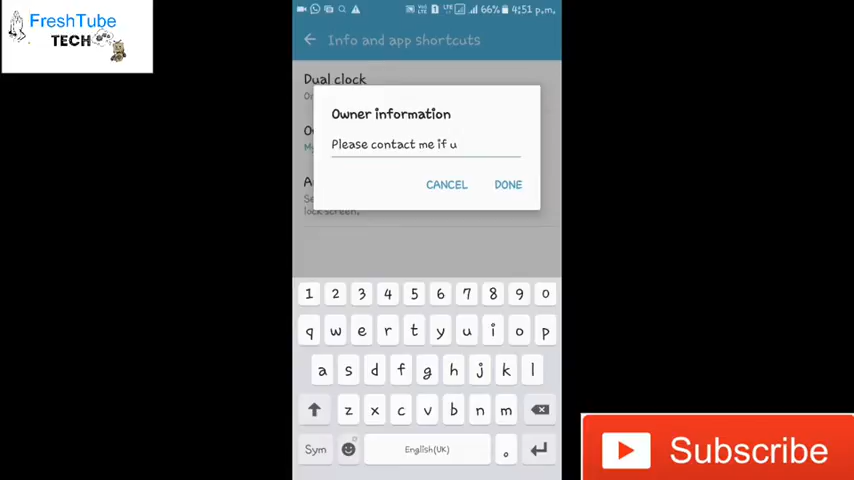 FreshTube
TECH
66% 4:51 p.m.
Info and app shortcuts
Dual clock
Owner information
Please contact me if u
CANCEL
DONE
lock screen.
1 2 3 4 5 6 7 8 9 0
q w e r t y u i o p
a s d f g h j k l
z x c v b n m
Sym
English(UK)
.
Subscribe